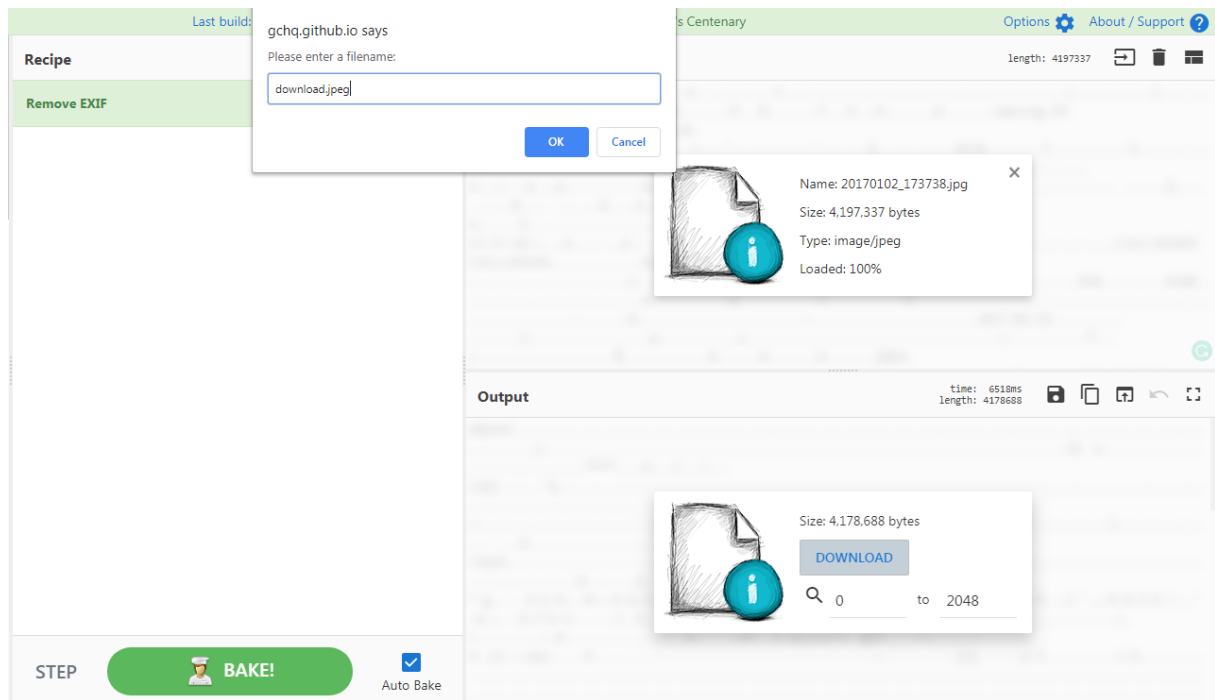 Last build:
's Centenary
Options
About / Support
gchq.github.io says
Please enter a filename:
download.jpeg
OK
Cancel
Recipe
length: 4197337
Remove EXIF
Name: 20170102_173738.jpg
Size: 4,197,337 bytes
Type: image/jpeg
Loaded: 100%
Output
time: 6518ms
length: 4178688
Size: 4,178,688 bytes
DOWNLOAD
0 to 2048
STEP
BAKE!
Auto Bake